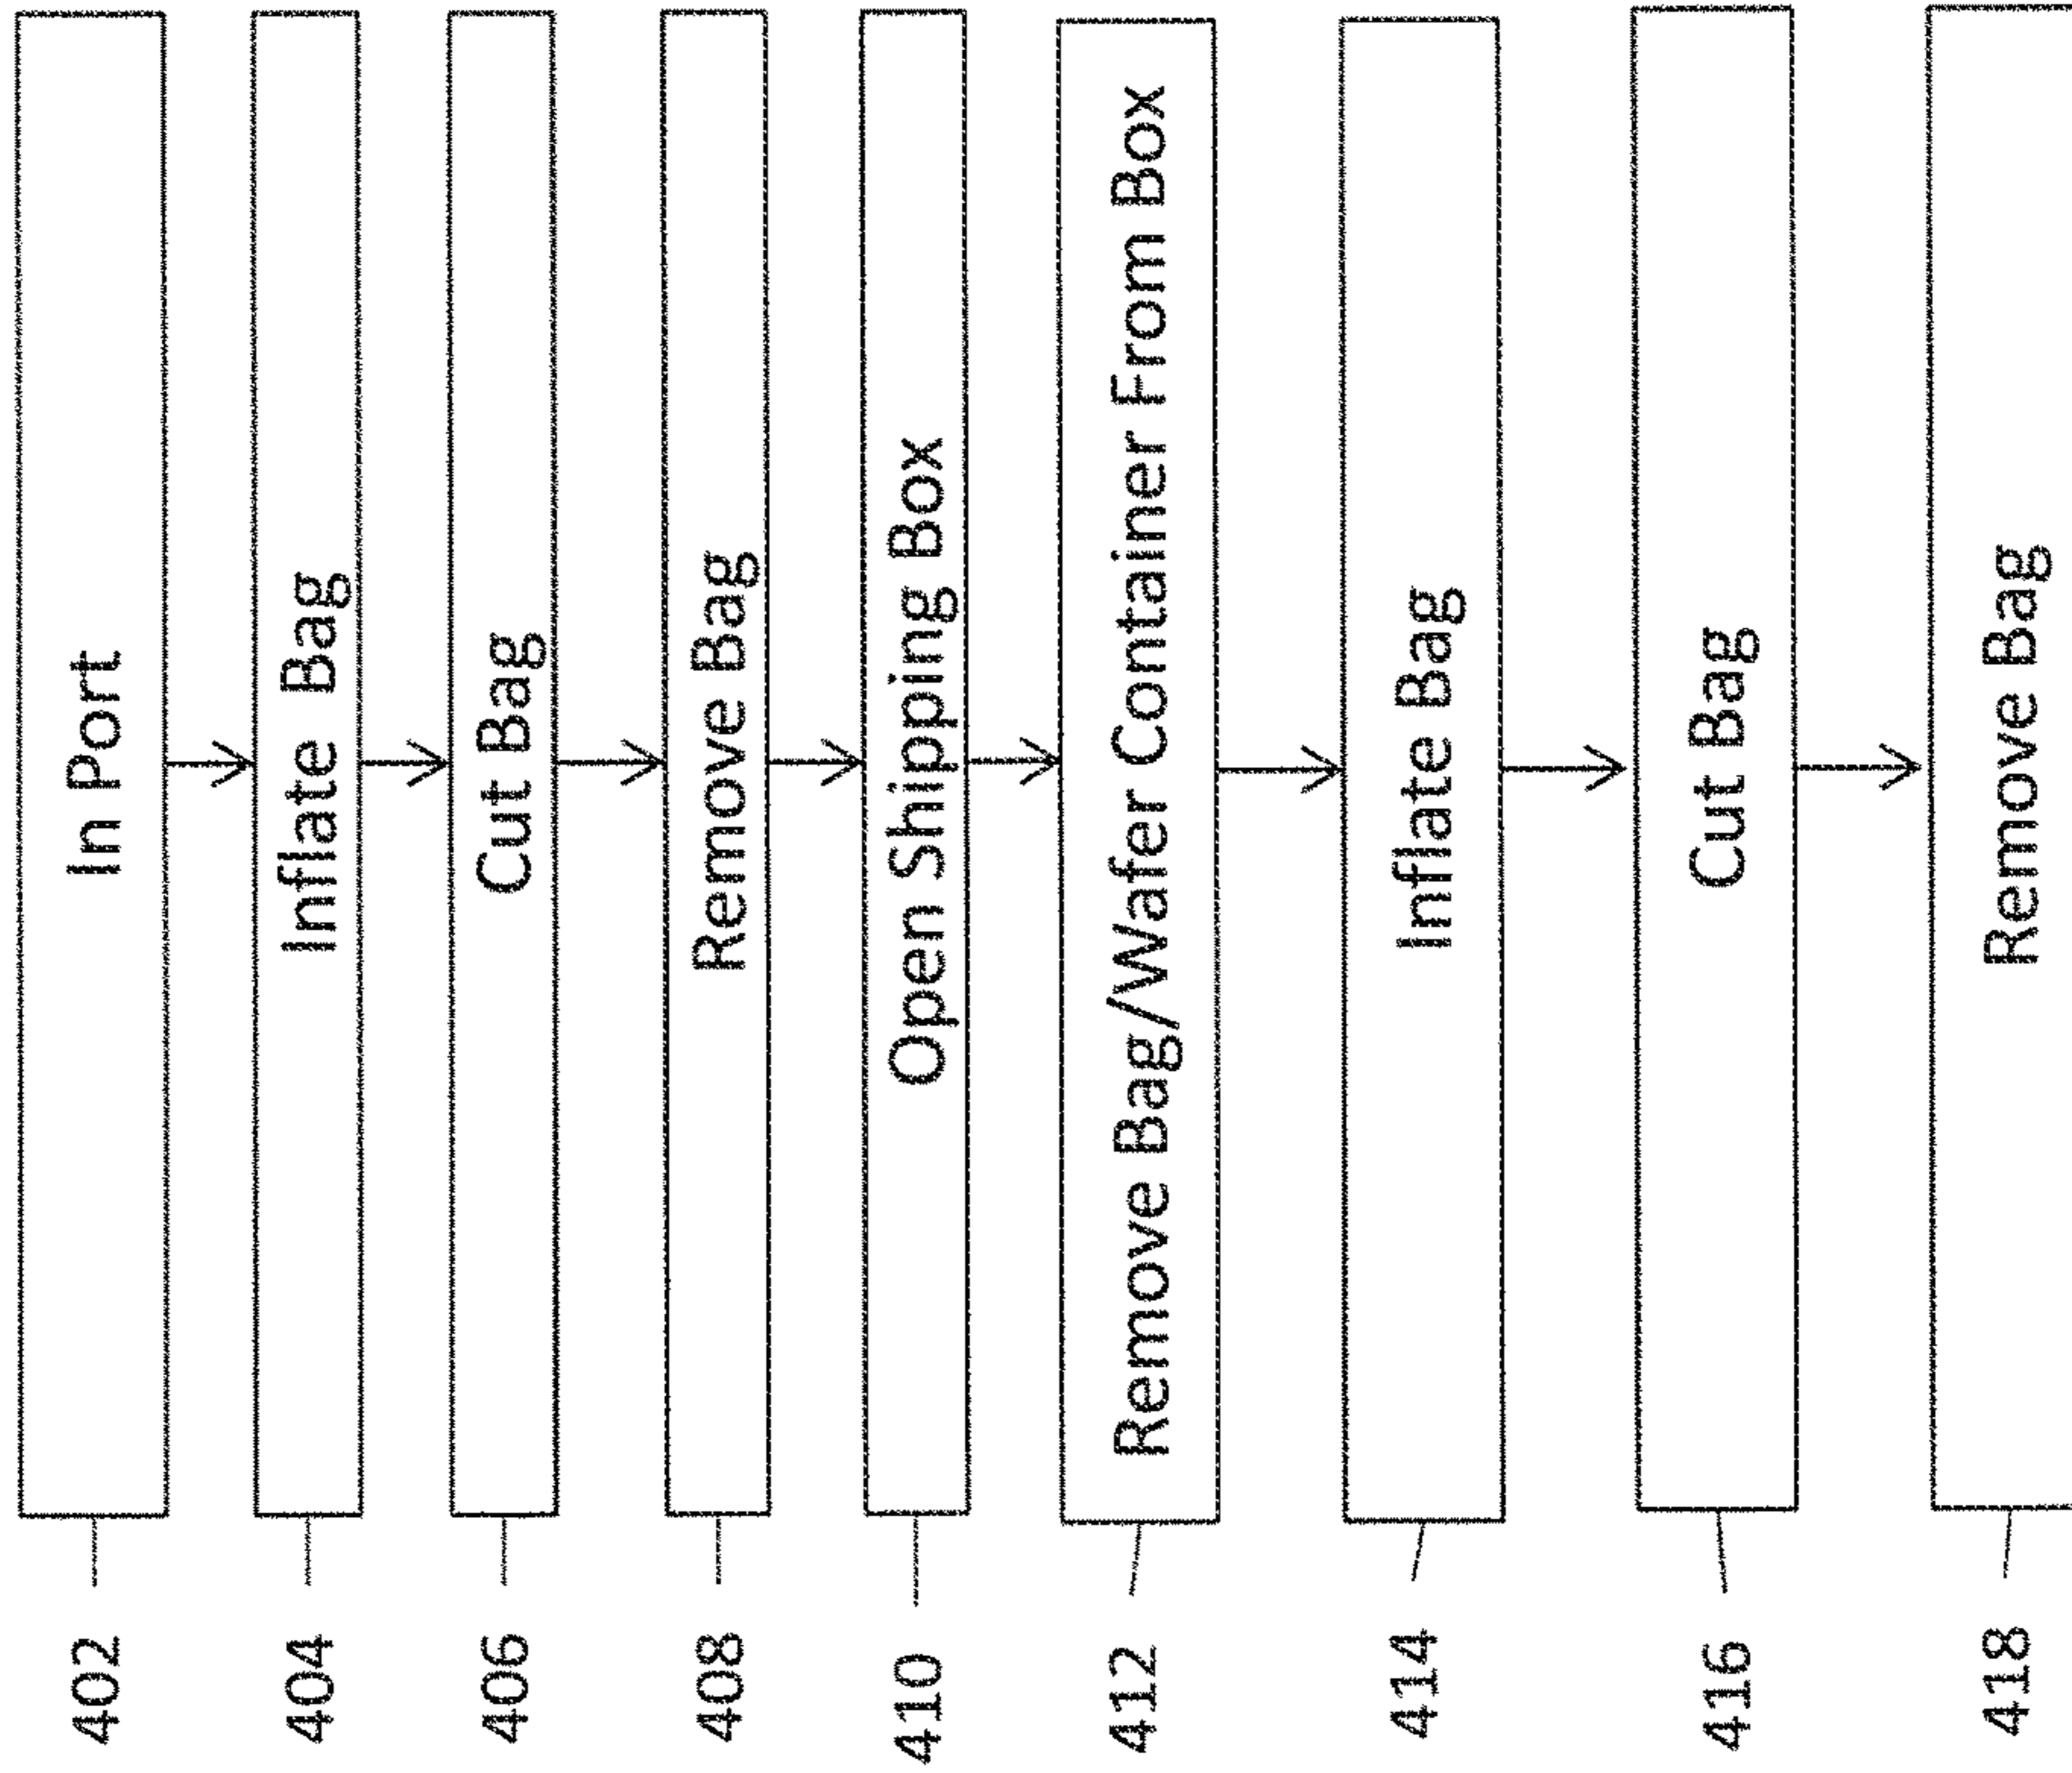 402 In Port
404 Inflate Bag
406 Cut Bag
408 Remove Bag
410 Open Shipping Box
412 Remove Bag/Wafer Container From Box
414 Inflate Bag
416 Cut Bag
418 Remove Bag